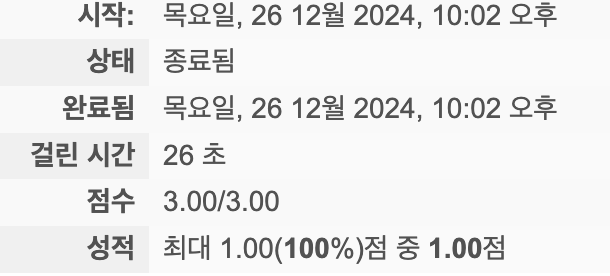 시작: 목요일, 26 12월 2024, 10:02 오후
상태 종료됨
완료됨 목요일, 26 12월 2024, 10:02 오후
걸린 시간 26 초
점수 3.00/3.00
성적 최대 1.00(100%)점 중 1.00점